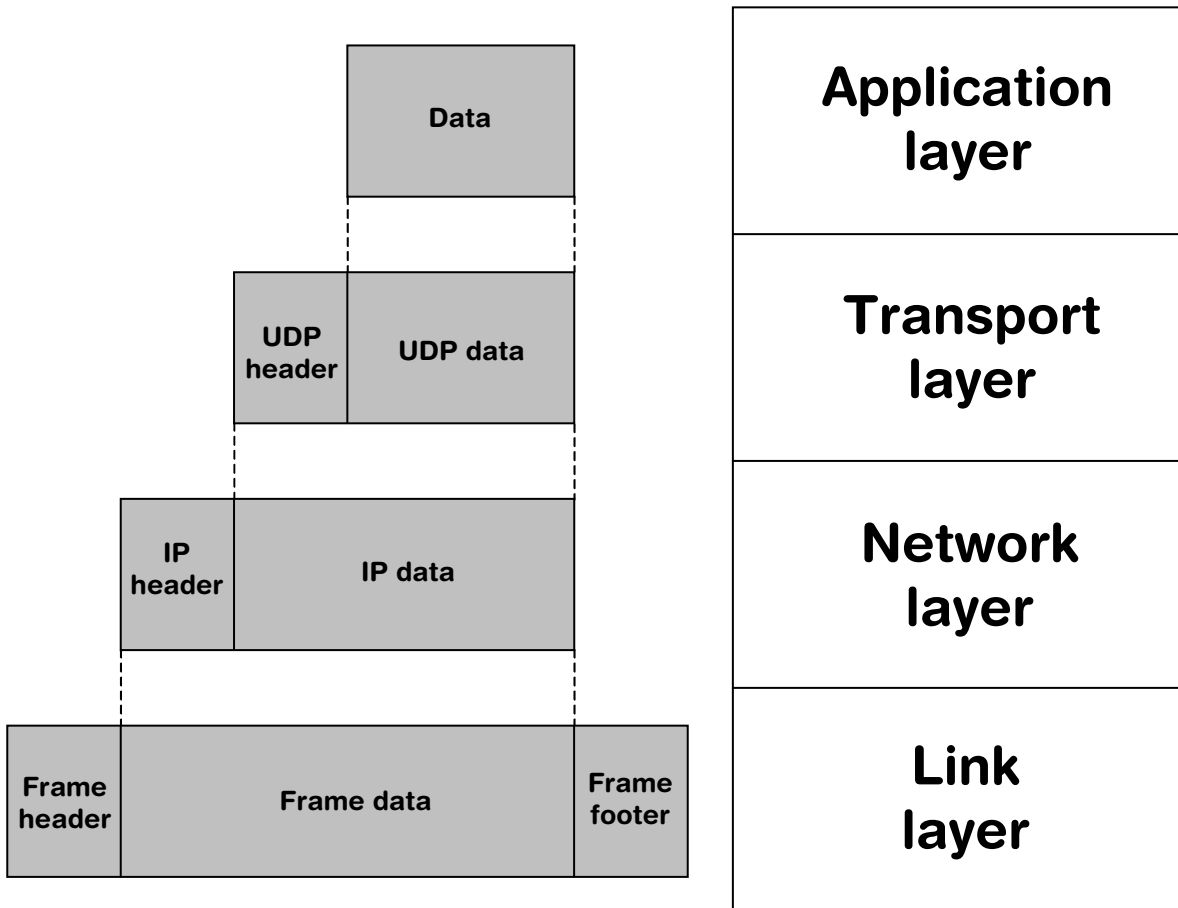 Data
Application
layer
UDP
header
UDP data
Transport
layer
IP
header
IP data
Network
layer
Frame
header
Frame data
Frame
footer
Link
layer